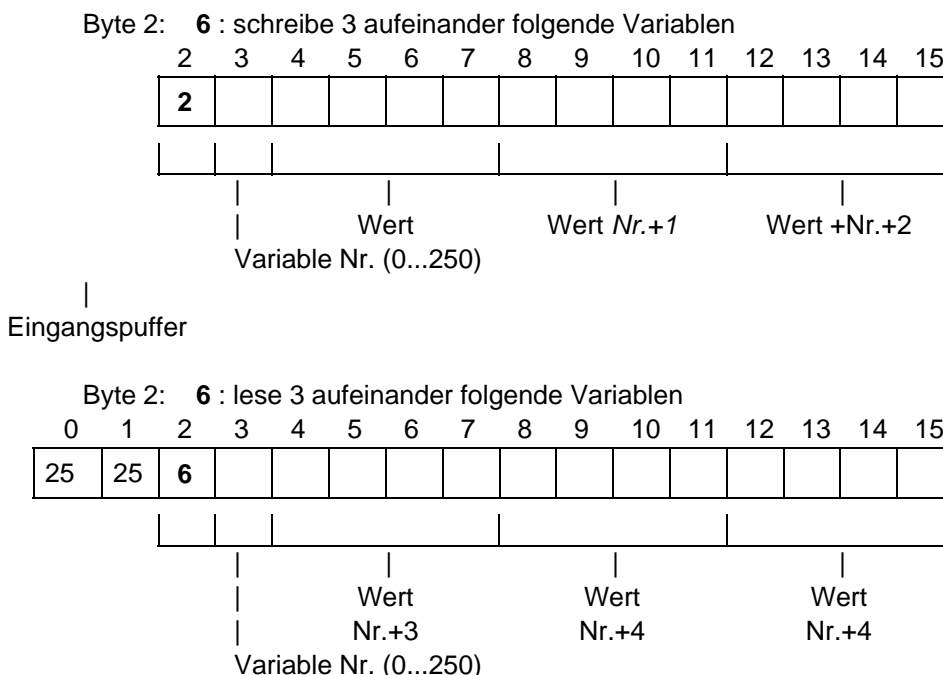 Byte 2: 6 : schreibe 3 aufeinander folgende Variablen
2 3 4 5 6 7 8 9 10 11 12 13 14 15
2
Wert Wert Nr.+1 Wert +Nr.+2
Variable Nr. (0...250)
Eingangspuffer
Byte 2: 6 : lese 3 aufeinander folgende Variablen
0 1 2 3 4 5 6 7 8 9 10 11 12 13 14 15
25 25 6
Wert Wert Wert
Nr.+3 Nr.+4 Nr.+4
Variable Nr. (0...250)